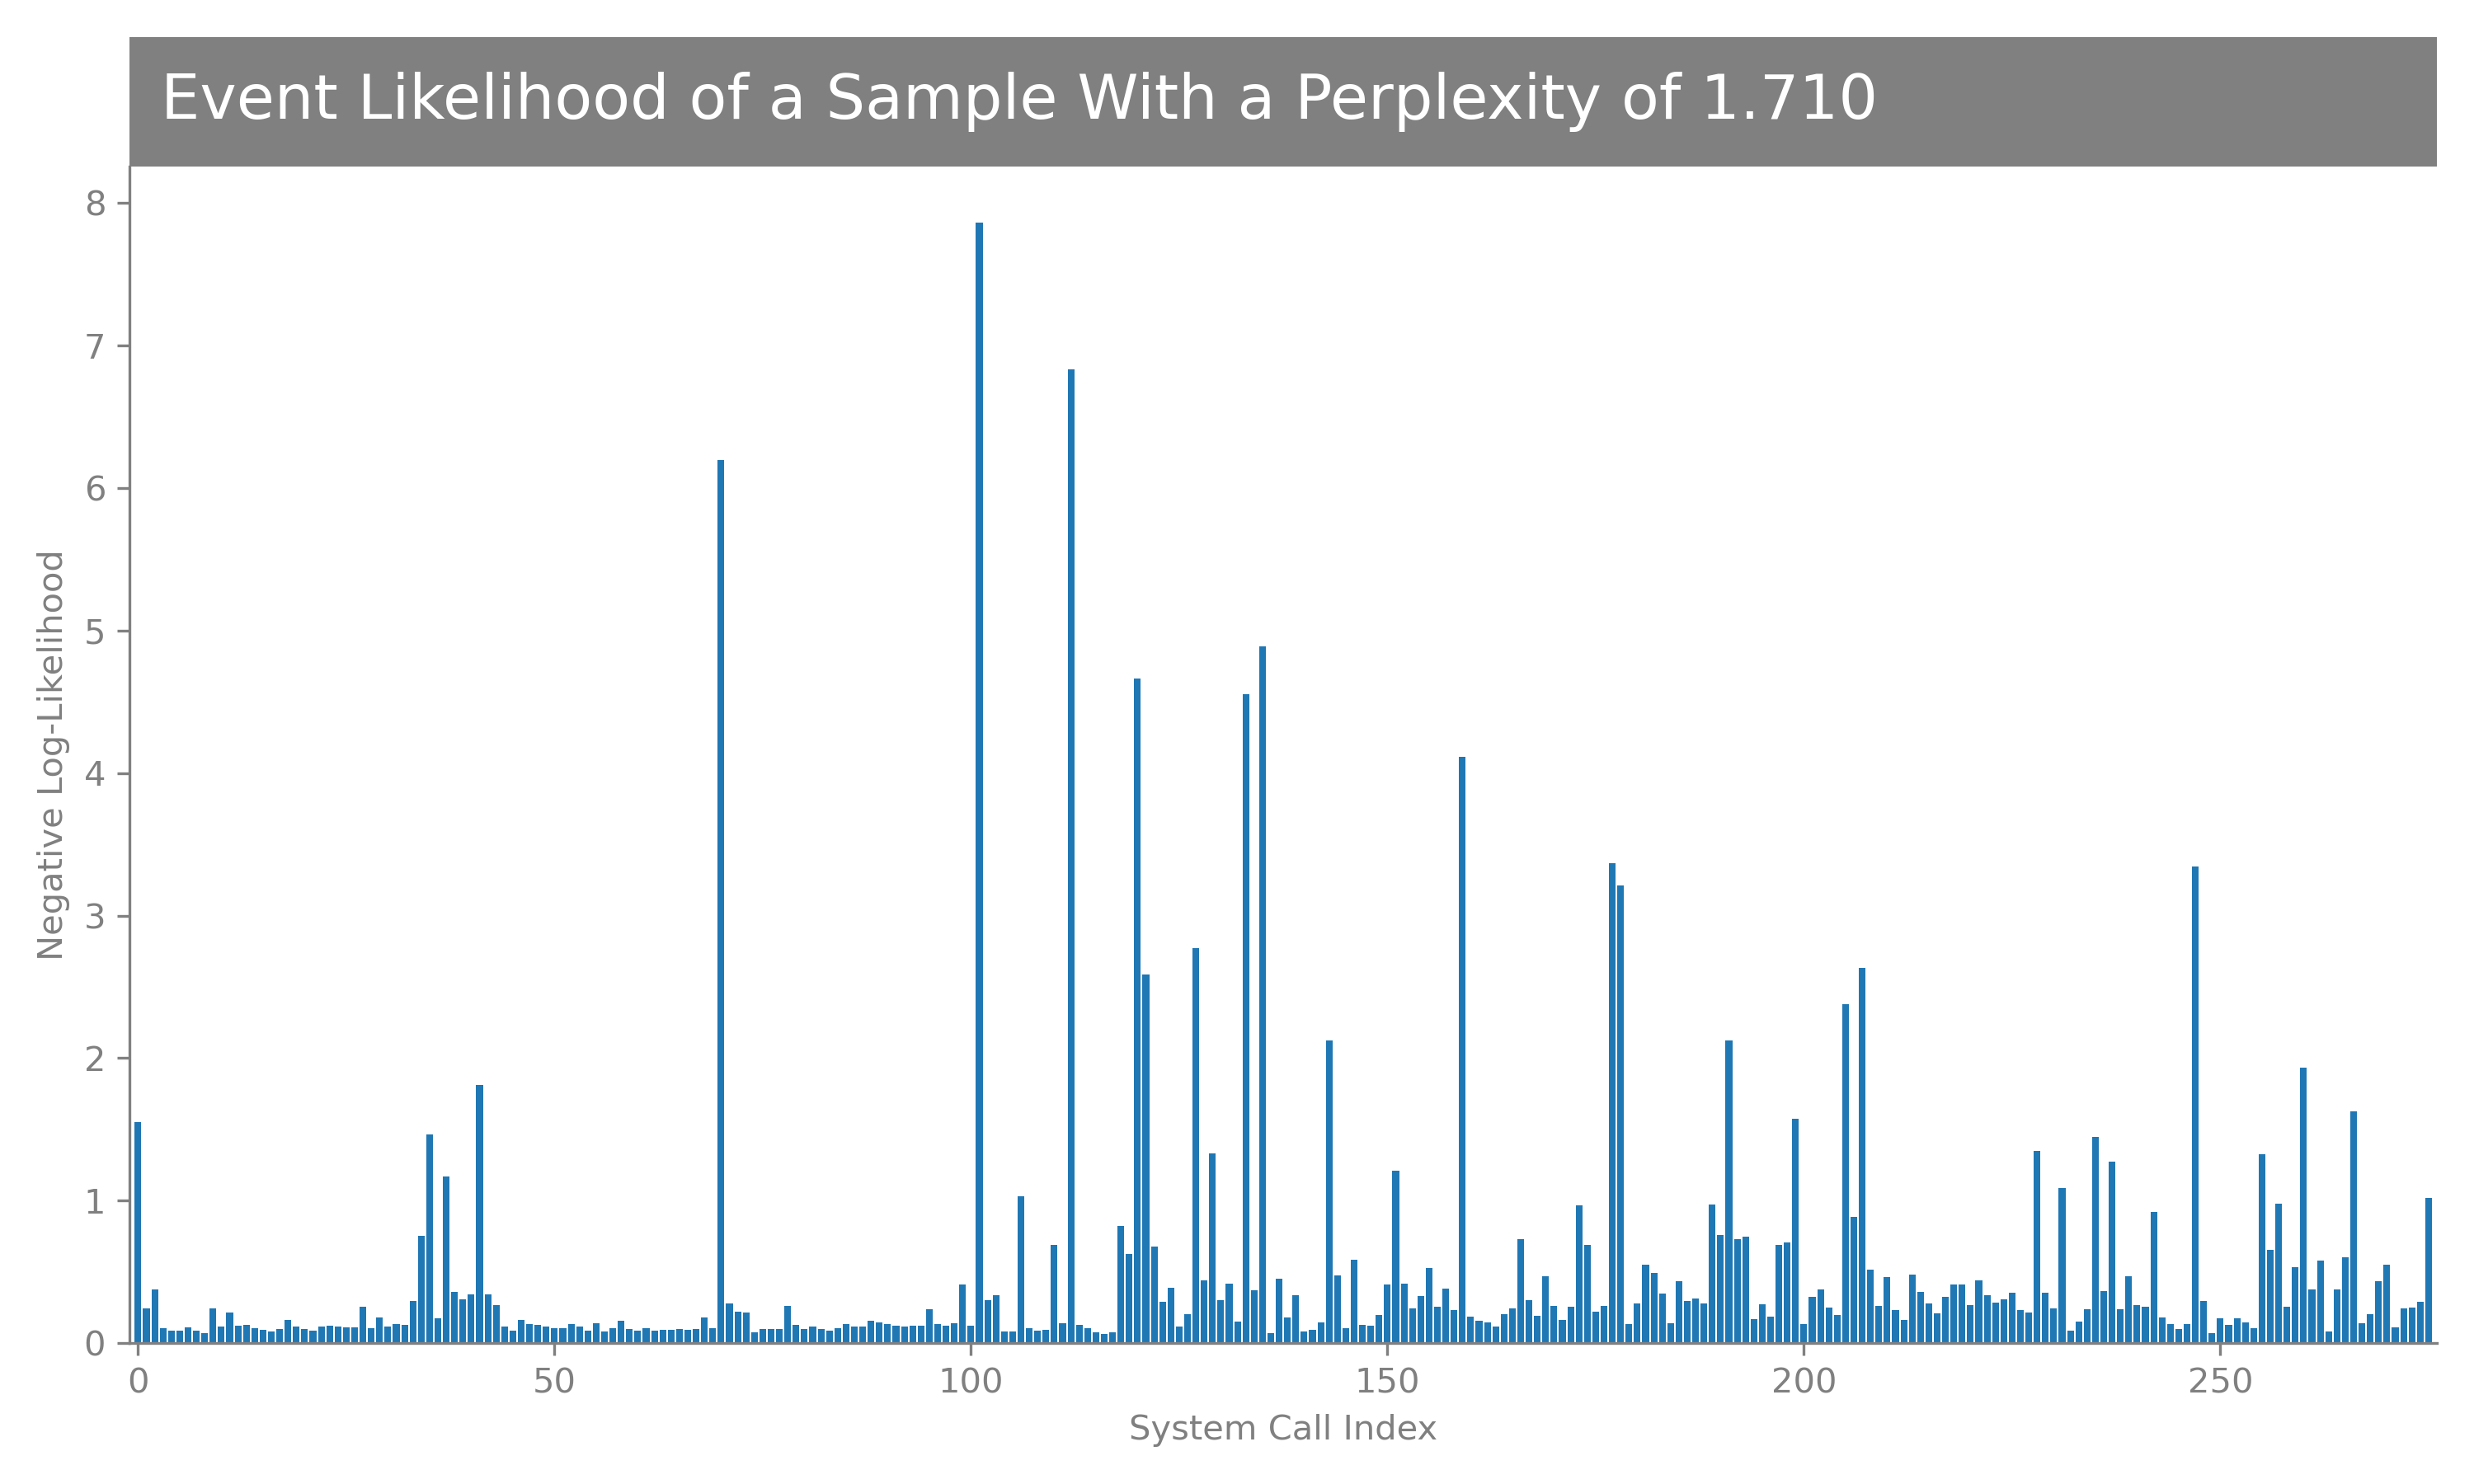 Event Likelihood of a Sample With a Perplexity of 1.710
8
7
6
5
4
3
2
1
0
Negative Log-Likelihood
0 50 100 150 200 250
System Call Index